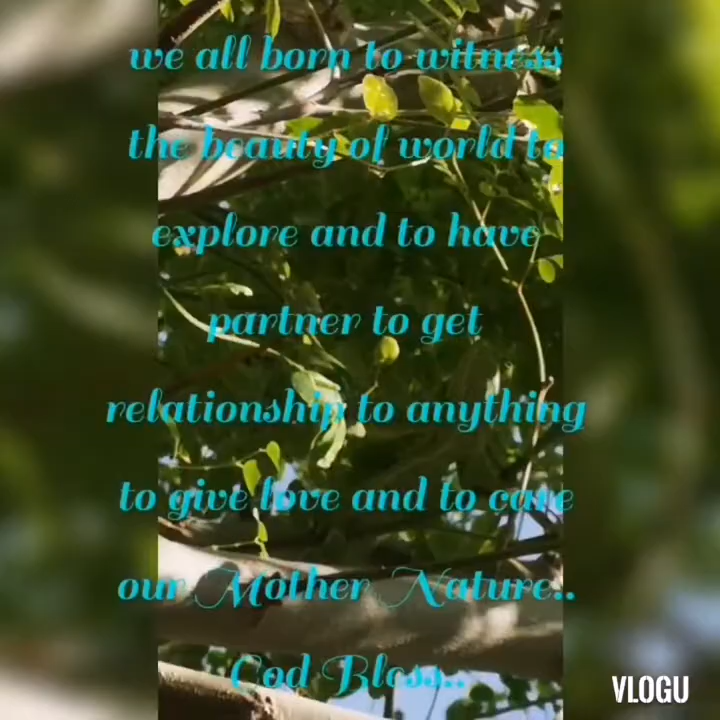 we all born to witness
the beauty of world to
explore and to have
partner to get
relationship to anything
to give love and to care
our Mother Nature..
God Bless..
VLOGU